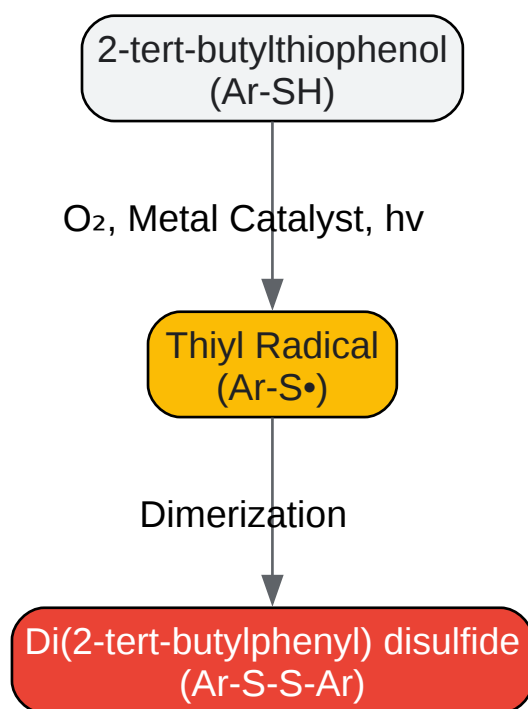 2-tert-butylthiophenol
(Ar-SH)
O₂, Metal Catalyst, hv
Thiyl Radical
(Ar-S•)
Dimerization
Di(2-tert-butylphenyl) disulfide
(Ar-S-S-Ar)